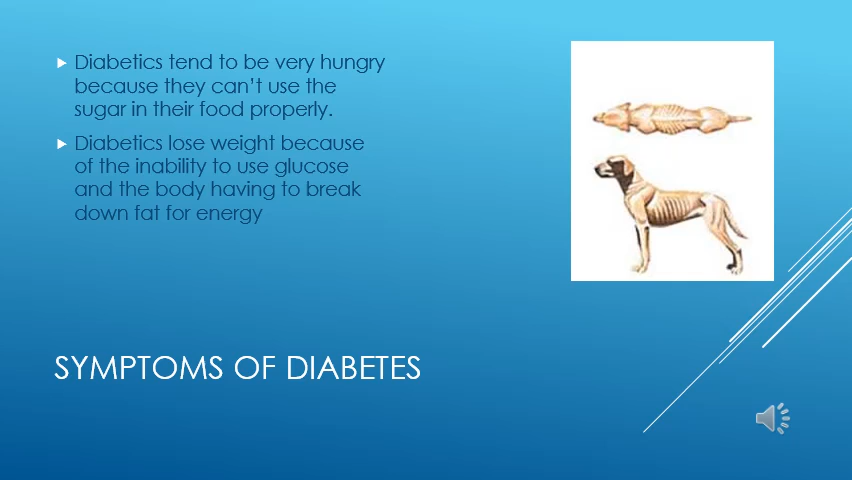 Diabetics tend to be very hungry
because they can't use the
sugar in their food properly.
Diabetics lose weight because
of the inability to use glucose
and the body having to break
down fat for energy
SYMPTOMS OF DIABETES